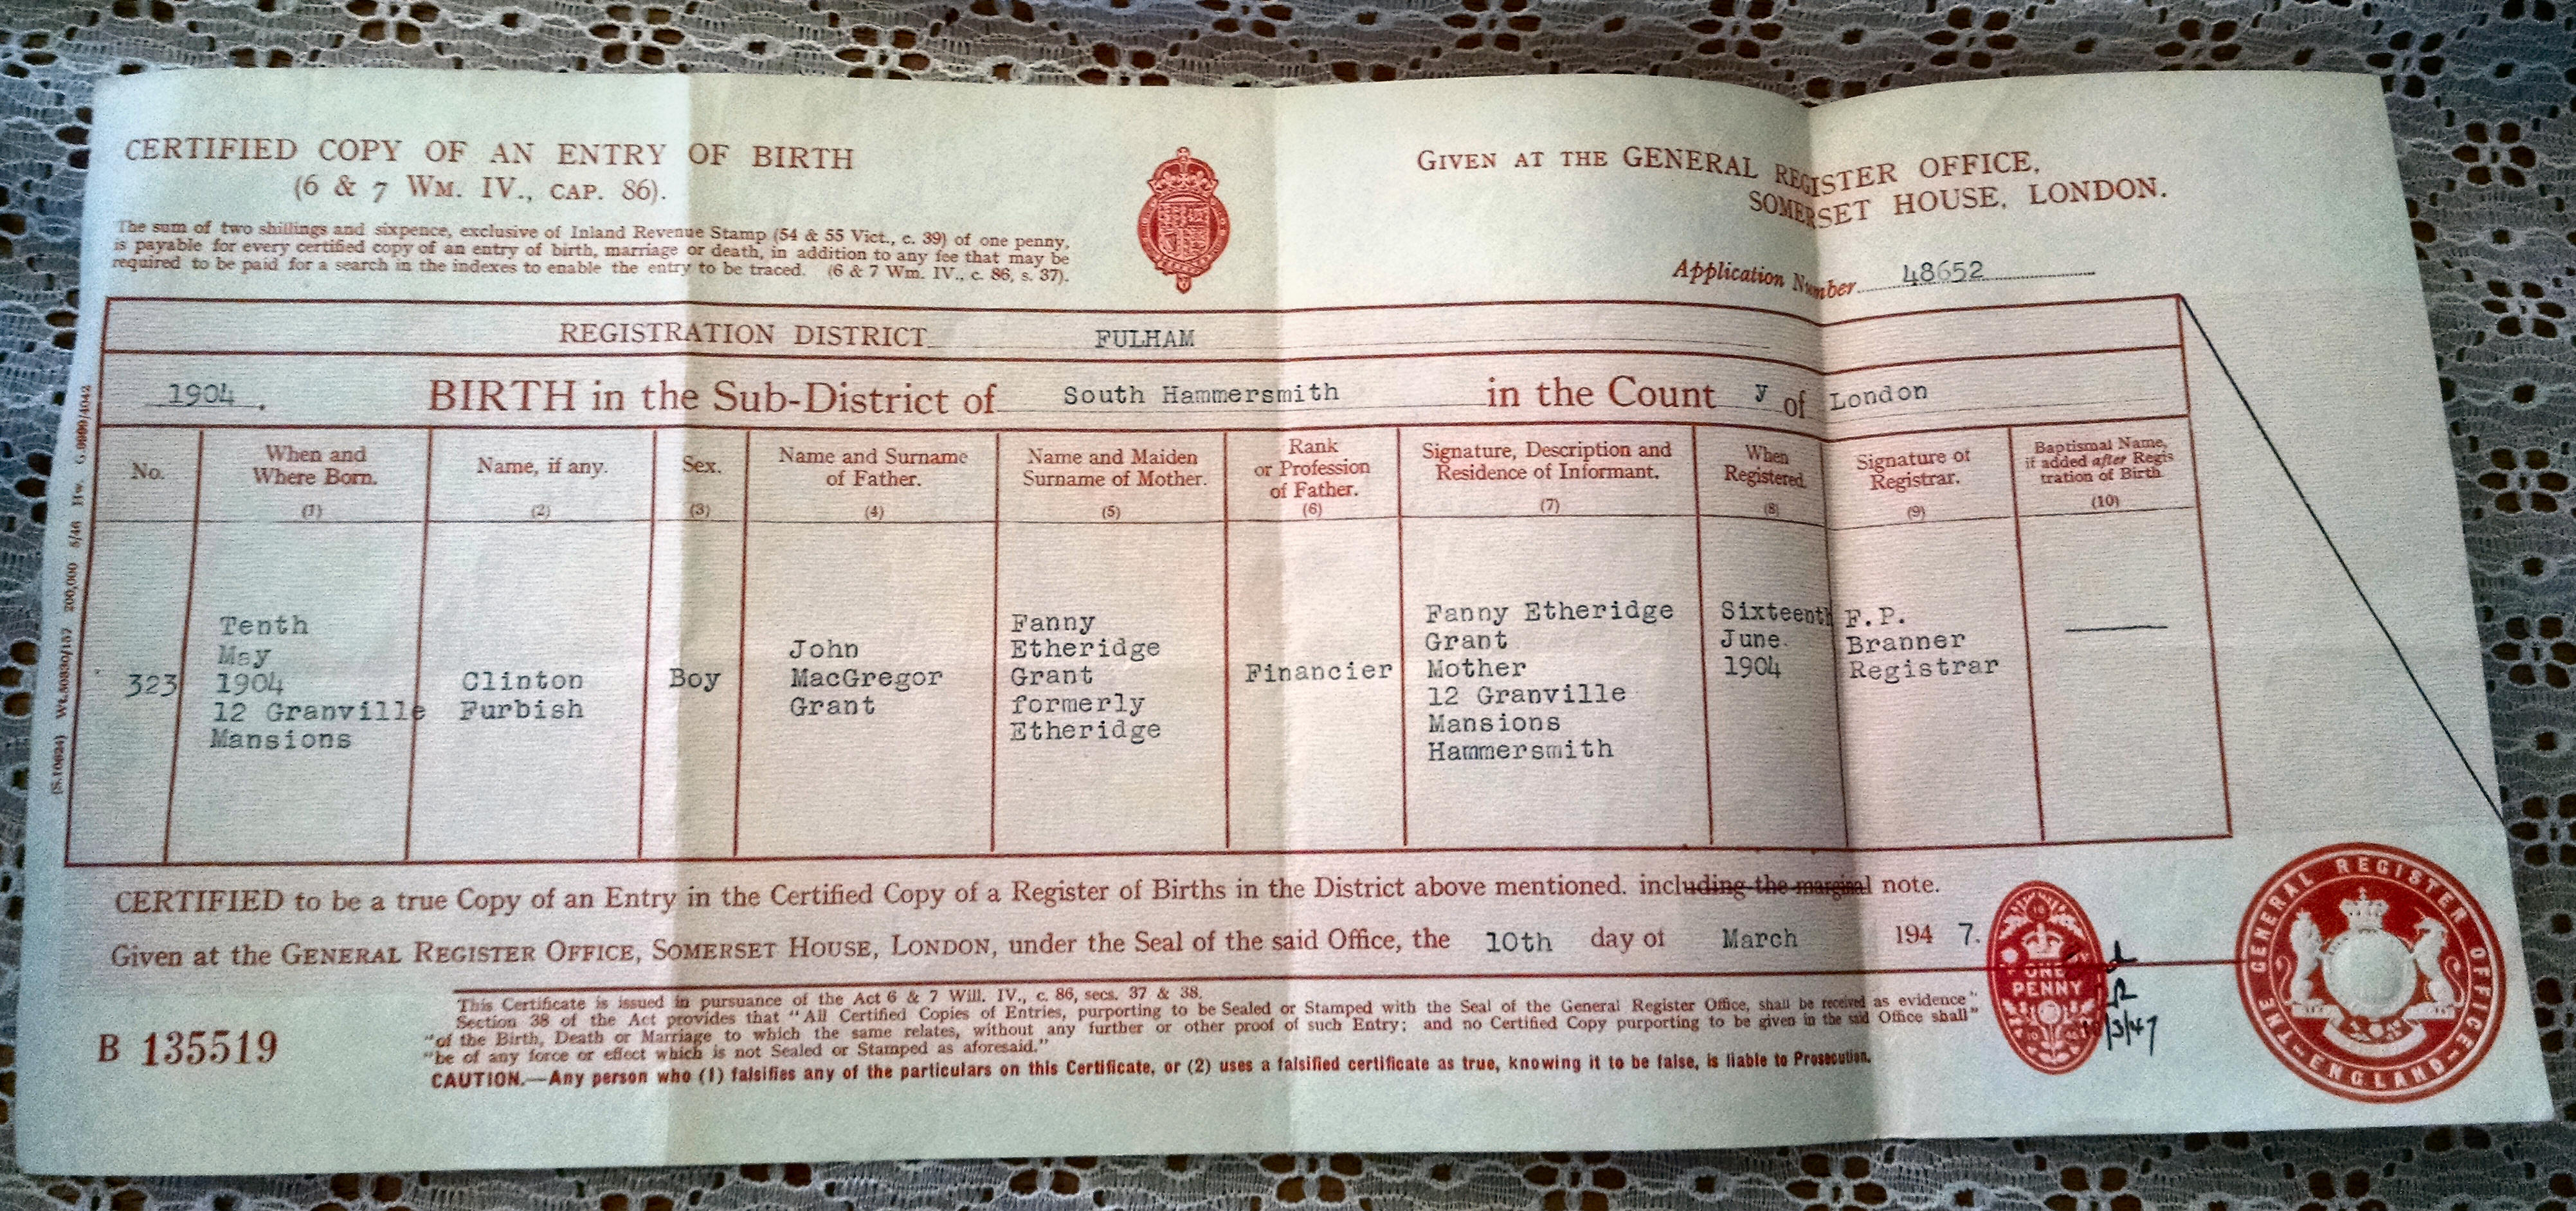 CERTIFIED COPY OF AN ENTRY OF BIRTH
(6 & 7 WM. IV., CAP. 86).
The sum of two shillings and sixpence, exclusive of Inland Revenue Stamp (54 & 55 Vict., c. 39) of one penny,
is payable for every certified copy of an entry of birth, marriage or death, in addition to any fee that may be
required to be paid for a search in the indexes to enable the entry to be traced. (6 & 7 Wm. IV., c. 86, s. 37).
GIVEN AT THE GENERAL REGISTER OFFICE,
SOMERSET HOUSE, LONDON.
Application Number 48652
REGISTRATION DISTRICT FULHAM
1904. BIRTH in the Sub-District of South Hammersmith in the County of London
No.
When and
Where Born.
(1)
Name, if any.
(2)
Sex.
(3)
Name and Surname
of Father.
(4)
Name and Maiden
Surname of Mother.
(5)
Rank
or Profession
of Father.
(6)
Signature, Description and
Residence of Informant.
(7)
When
Registered.
(8)
Signature of
Registrar.
(9)
Baptismal Name,
if added after Regis
tration of Birth
(10)
323
Tenth
May
1904
12 Granville
Mansions
Clinton
Furbish
Boy
John
MacGregor
Grant
Fanny
Etheridge
Grant
formerly
Etheridge
Financier
Fanny Etheridge
Grant
Mother
12 Granville
Mansions
Hammersmith
Sixteenth
June.
1904
F.P.
Branner
Registrar
CERTIFIED to be a true Copy of an Entry in the Certified Copy of a Register of Births in the District above mentioned. including the marginal note.
Given at the GENERAL REGISTER OFFICE, SOMERSET HOUSE, LONDON, under the Seal of the said Office, the 10th day of March 1947.
This Certificate is issued in pursuance of the Act 6 & 7 Will. IV., c. 86, secs. 37 & 38.
Section 38 of the Act provides that "All Certified Copies of Entries, purporting to be Sealed or Stamped with the Seal of the General Register Office, shall be received as evidence"
"of the Birth, Death or Marriage to which the same relates, without any further or other proof of such Entry; and no Certified Copy purporting to be given in the said Office shall"
"be of any force or effect which is not Sealed or Stamped as aforesaid."
CAUTION.—Any person who (1) falsifies any of the particulars on this Certificate, or (2) uses a falsified certificate as true, knowing it to be false, is liable to Prosecution.
B 135519
ONE
PENNY
10/3/47
GENERAL REGISTER OFFICE
ENGLAND